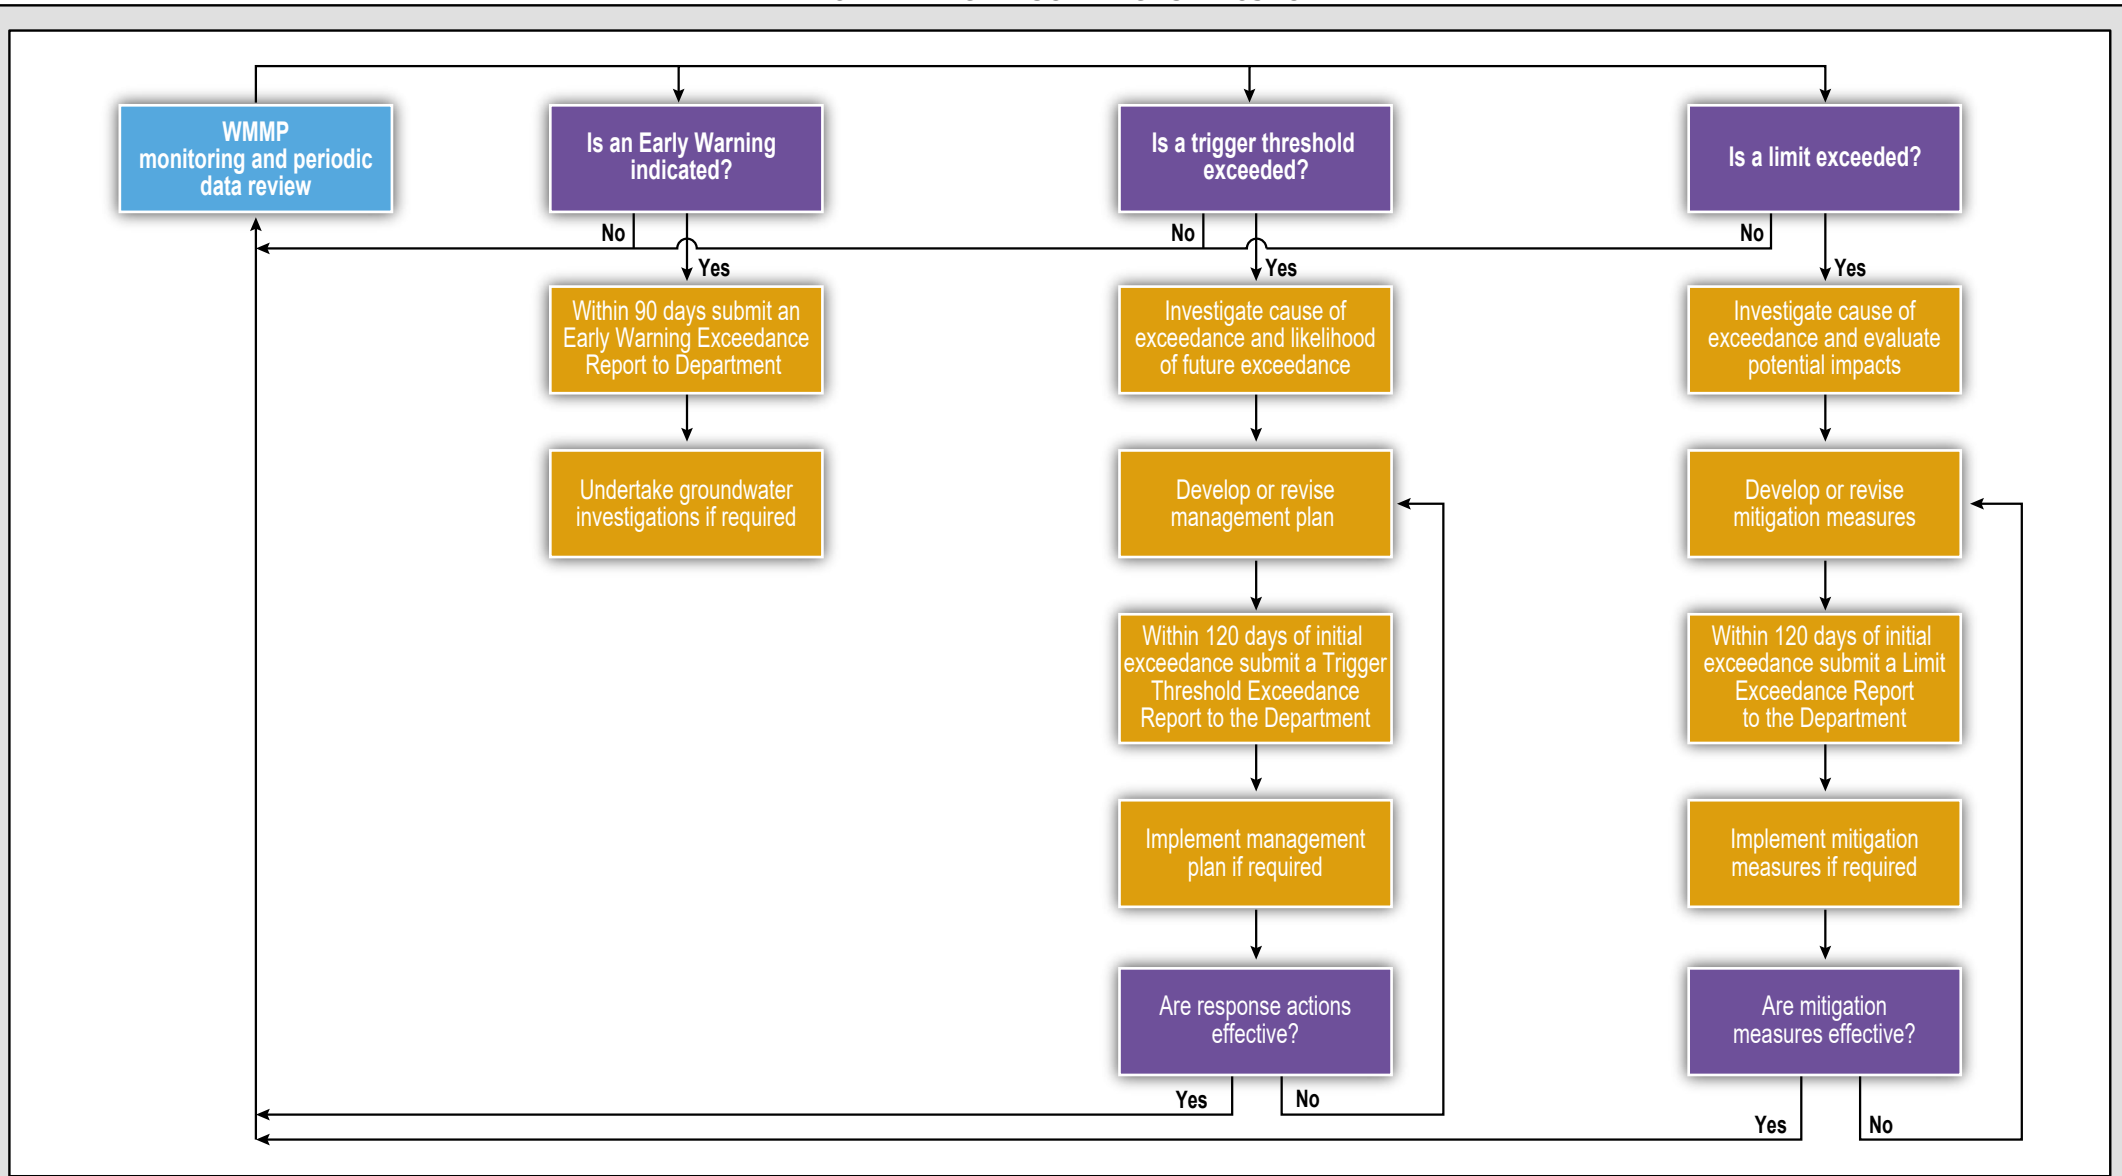 WMMP
monitoring and periodic
data review
Is an Early Warning
indicated?
Is a trigger threshold
exceeded?
Is a limit exceeded?
No
No
No
Yes
Yes
Yes
Within 90 days submit an
Early Warning Exceedance
Report to Department
Investigate cause of
exceedance and likelihood
of future exceedance
Investigate cause of
exceedance and evaluate
potential impacts
Undertake groundwater
investigations if required
Develop or revise
management plan
Develop or revise
mitigation measures
Within 120 days of initial
exceedance submit a Trigger
Threshold Exceedance
Report to the Department
Within 120 days of initial
exceedance submit a Limit
Exceedance Report
to the Department
Implement management
plan if required
Implement mitigation
measures if required
Are response actions
effective?
Are mitigation
measures effective?
Yes
No
Yes
No